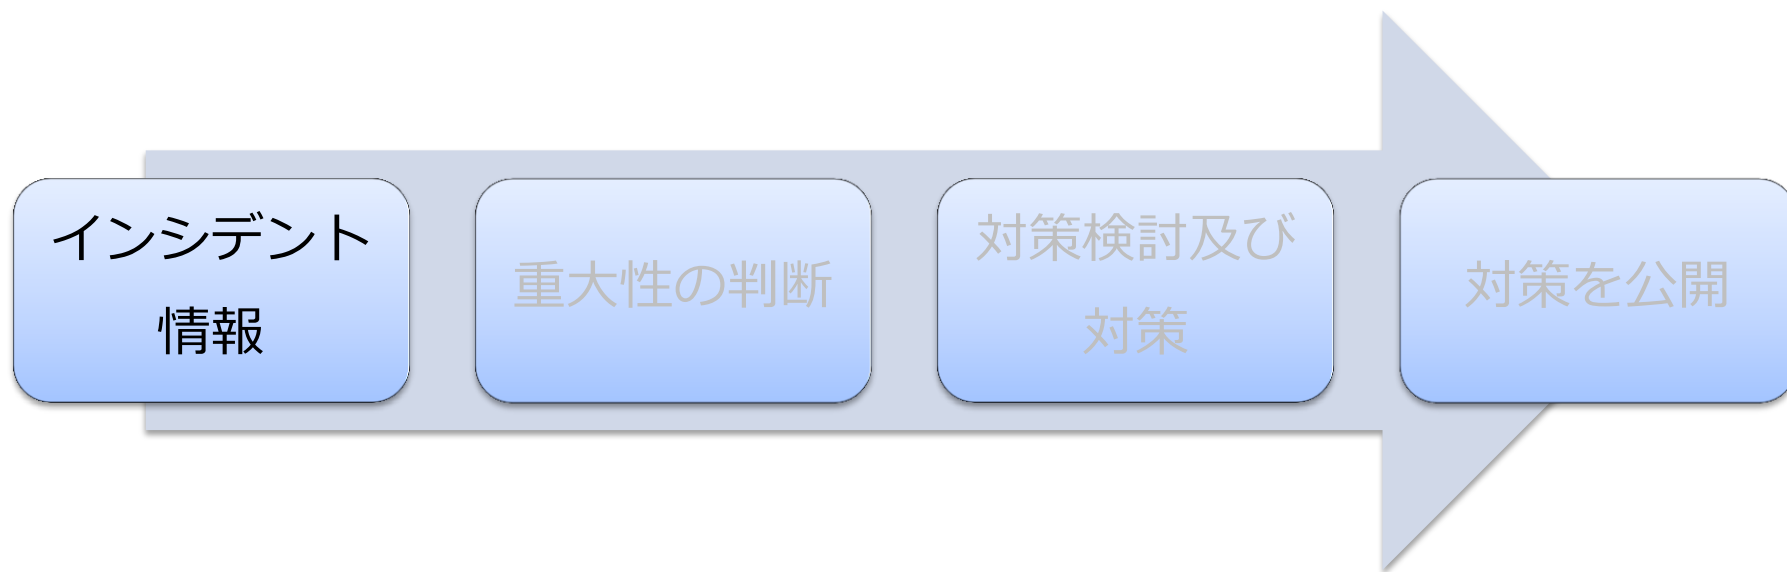 インシデント
情報
重大性の判断
対策検討及び
対策
対策を公開